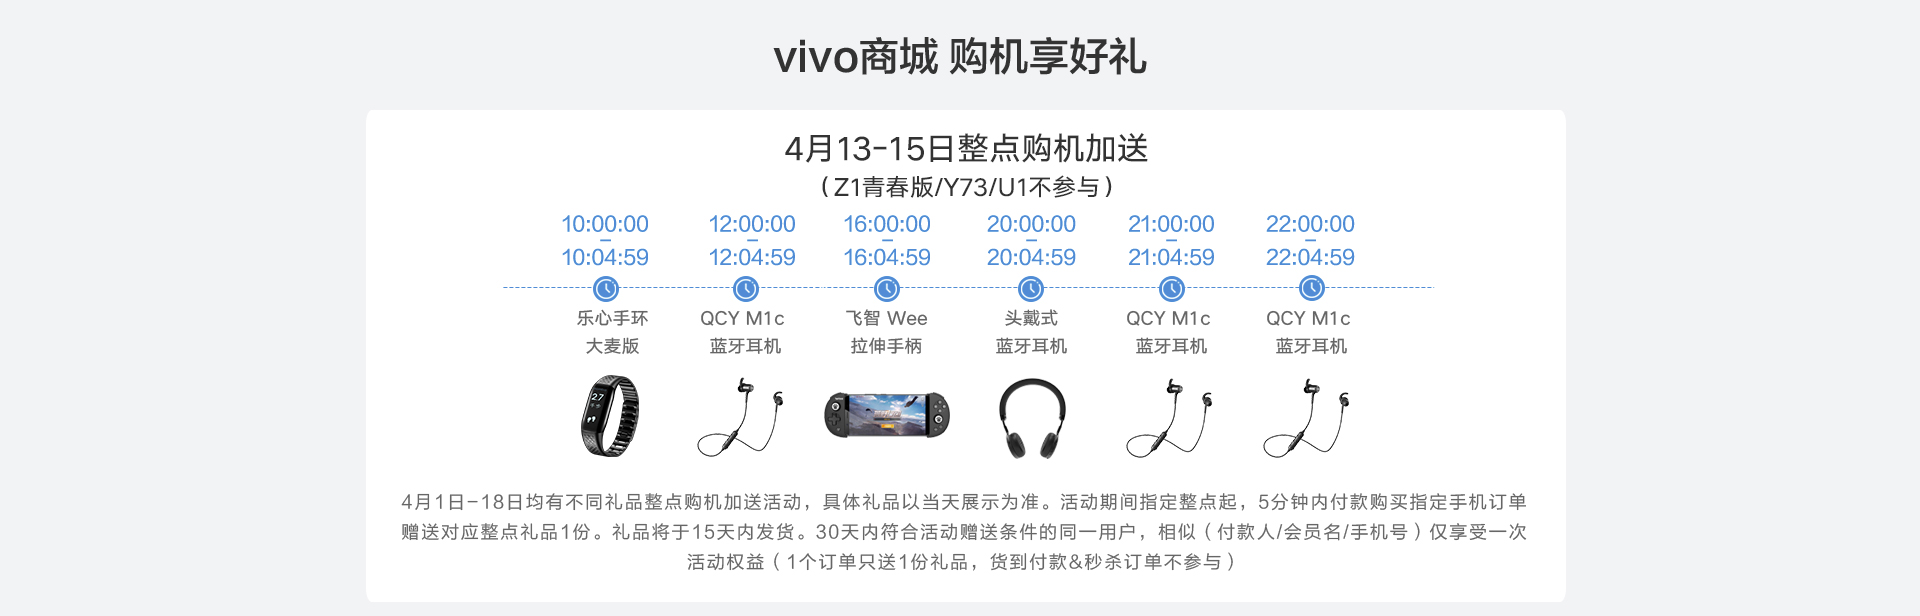 vivo商城 购机享好礼
4月13-15日整点购机加送
（Z1青春版/Y73/U1不参与）
10:00:00 12:00:00 16:00:00 20:00:00 21:00:00 22:00:00
– – – – – –
10:04:59 12:04:59 16:04:59 20:04:59 21:04:59 22:04:59
乐心手环 QCY M1c 飞智 Wee 头戴式 QCY M1c QCY M1c
大麦版 蓝牙耳机 拉伸手柄 蓝牙耳机 蓝牙耳机 蓝牙耳机
2.7
4月1日-18日均有不同礼品整点购机加送活动，具体礼品以当天展示为准。活动期间指定整点起，5分钟内付款购买指定手机订单
赠送对应整点礼品1份。礼品将于15天内发货。30天内符合活动赠送条件的同一用户，相似（付款人/会员名/手机号）仅享受一次
活动权益（1个订单只送1份礼品，货到付款&秒杀订单不参与）